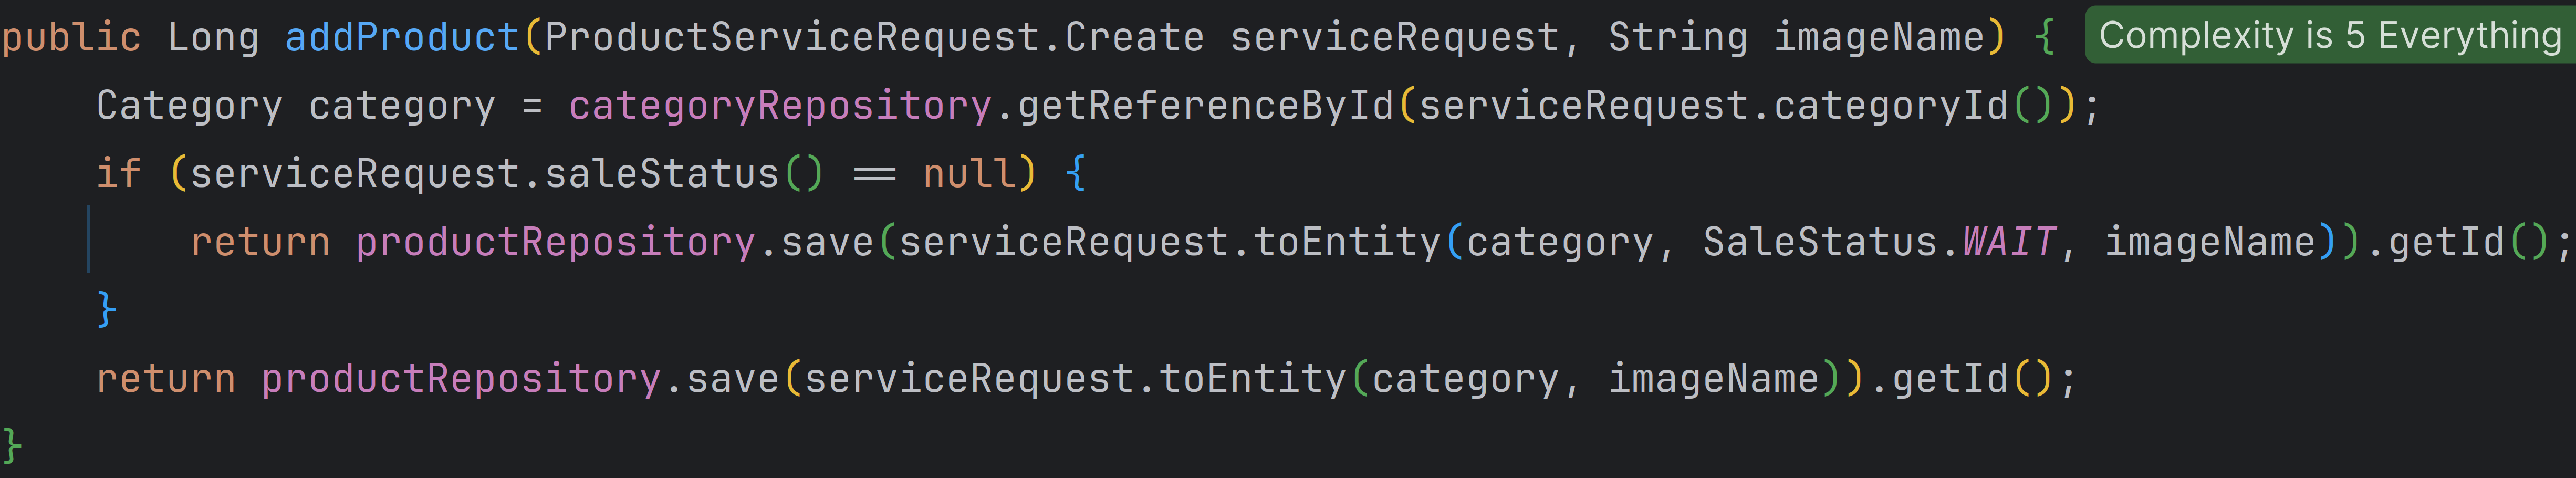 public Long addProduct(ProductServiceRequest.Create serviceRequest, String imageName) { Complexity is 5 Everything
    Category category = categoryRepository.getReferenceById(serviceRequest.categoryId());
    if (serviceRequest.saleStatus() == null) {
        return productRepository.save(serviceRequest.toEntity(category, SaleStatus.WAIT, imageName)).getId();
    }
    return productRepository.save(serviceRequest.toEntity(category, imageName)).getId();
}